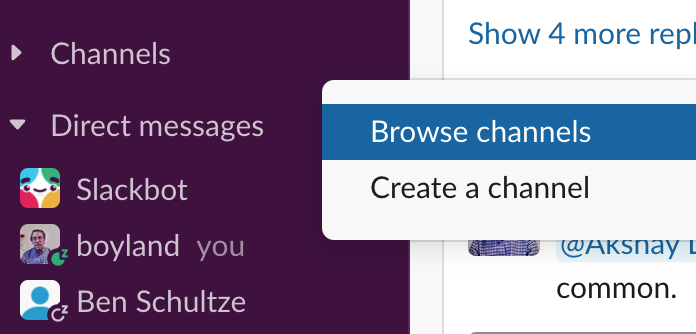 Channels
Direct messages
Slackbot
boyland you
Ben Schultze
Show 4 more repl
Browse channels
Create a channel
@Akshay
common.